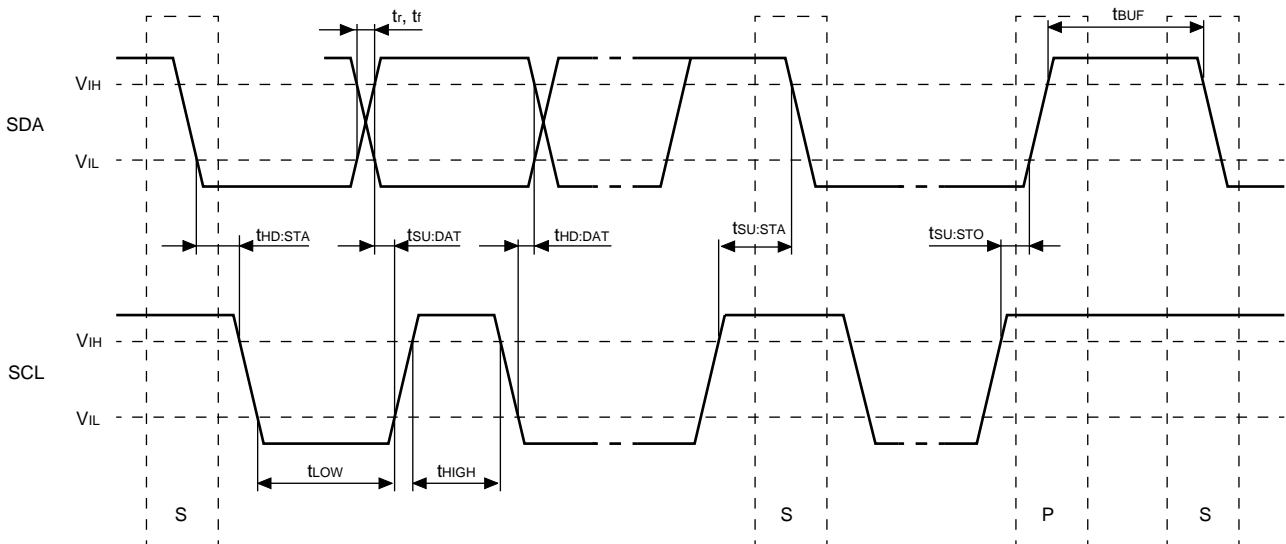 tr, tf
tBUF
VIH
SDA
VIL
tHD:STA
tSU:DAT
tHD:DAT
tSU:STA
tSU:STO
VIH
SCL
VIL
tLOW
tHIGH
S
S
P
S